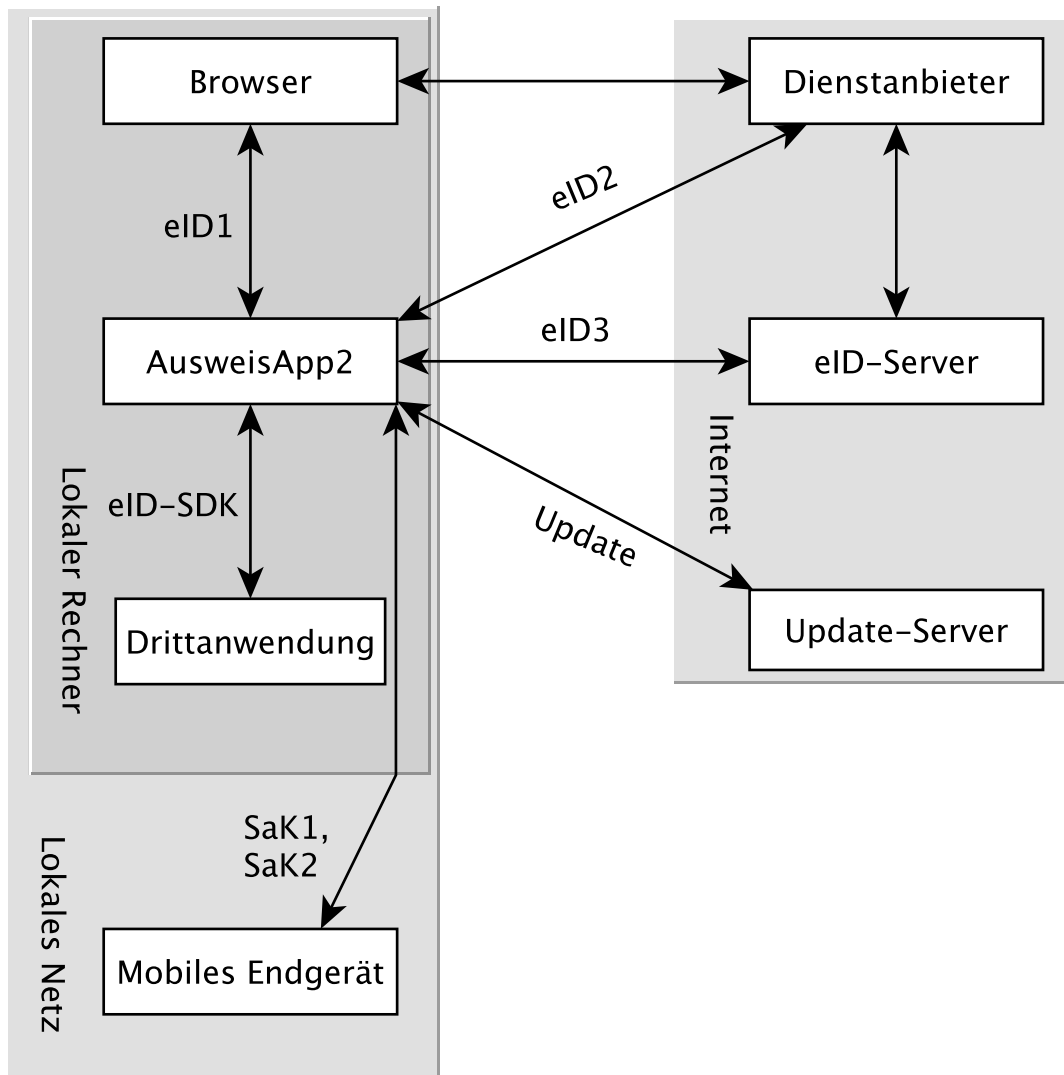 Browser
Dienstanbieter
eID2
eID1
eID3
AusweisApp2
eID-Server
Internet
Lokaler Rechner
eID-SDK
Update
Drittanwendung
Update-Server
SaK1,
SaK2
Lokales Netz
Mobiles Endgerät